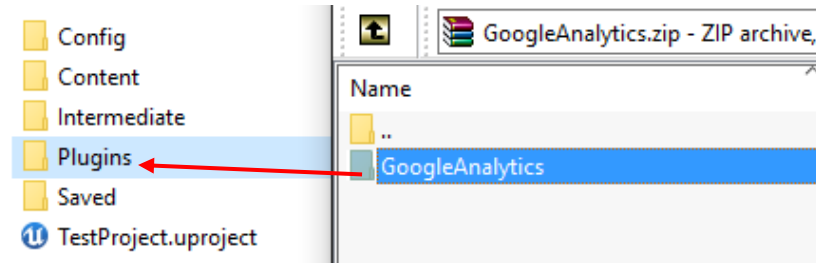 Config
Content
Intermediate
Plugins
Saved
TestProject.uproject
GoogleAnalytics.zip - ZIP archive,
Name
..
GoogleAnalytics